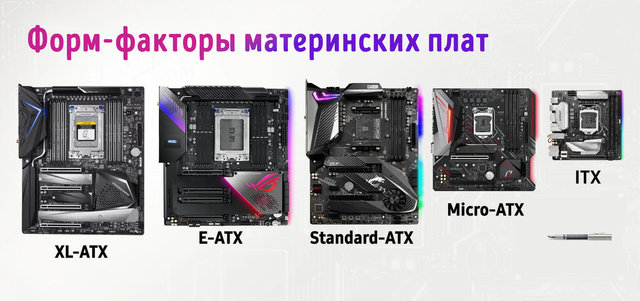 Форм-факторы материнских плат
XL-ATX
E-ATX
Standard-ATX
Micro-ATX
ITX